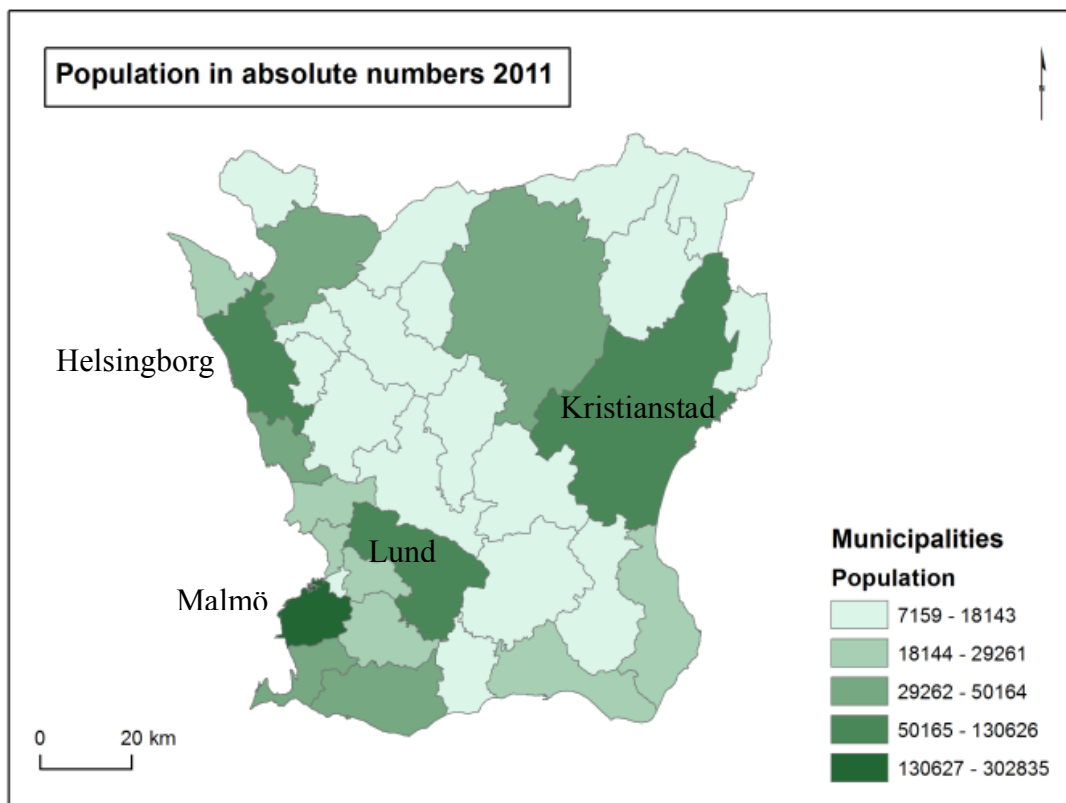 Population in absolute numbers 2011
N
Helsingborg
Kristianstad
Lund
Malmö
Municipalities
Population
7159 - 18143
18144 - 29261
29262 - 50164
50165 - 130626
130627 - 302835
0 20 km